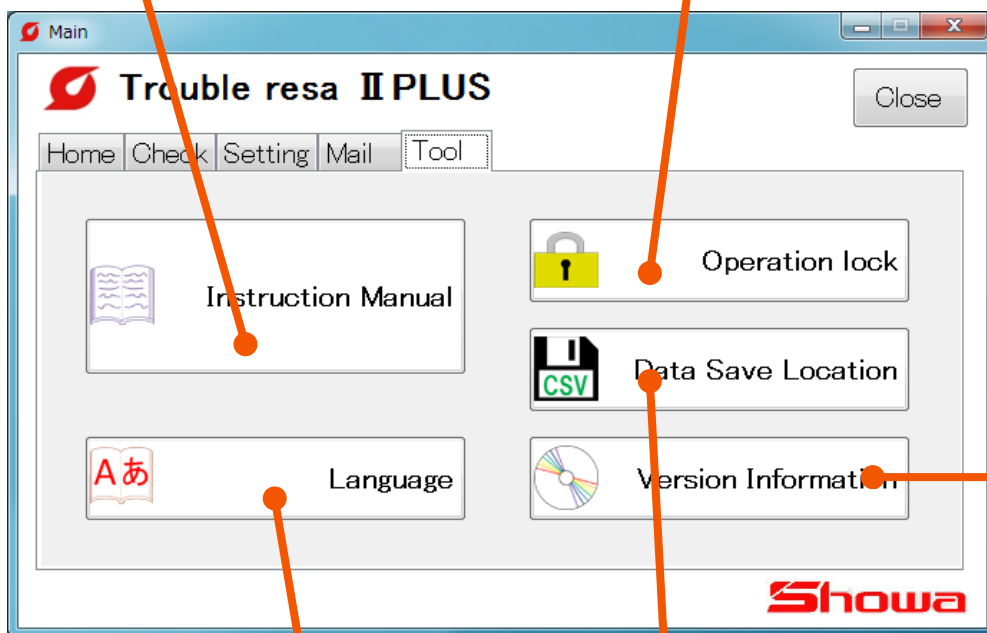 Main
Trouble resa Ⅱ PLUS
Close
Home Check Setting Mail Tool
Instruction Manual
Operation lock
CSV
Data Save Location
Aあ
Language
Version Information
Showa